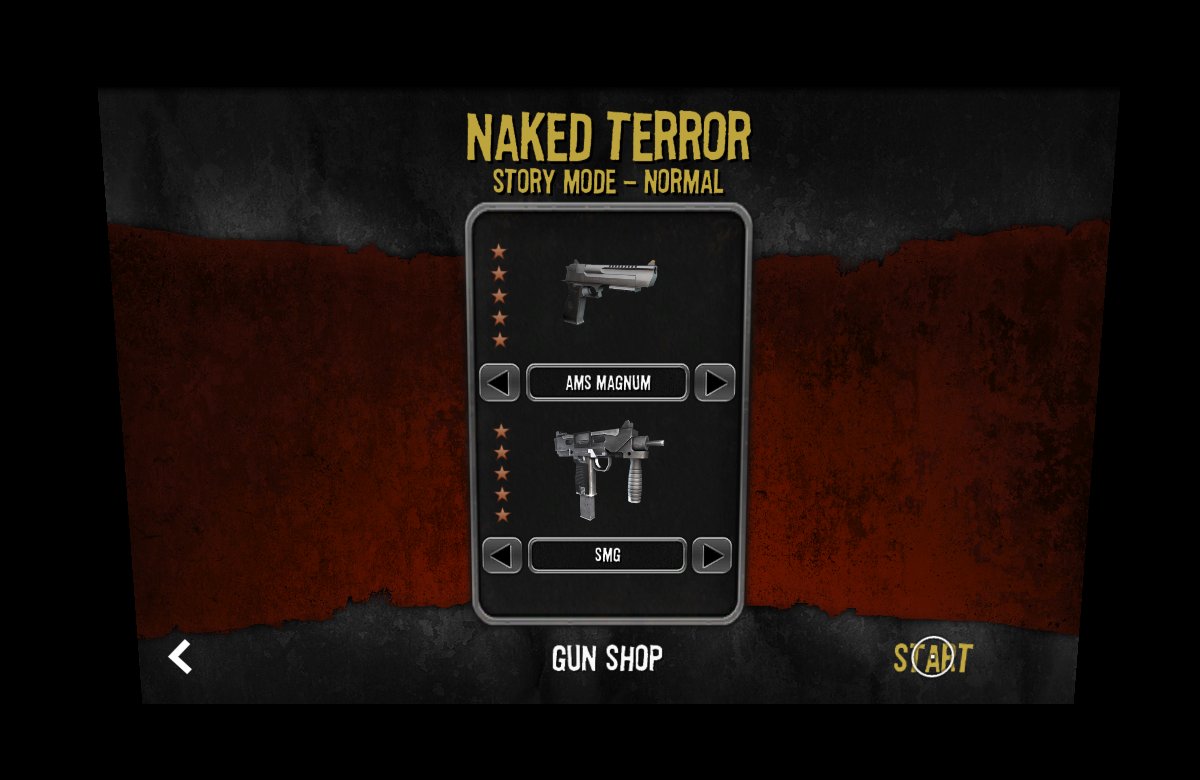 NAKED TERROR
STORY MODE – NORMAL
AMS MAGNUM
SMG
GUN SHOP
START